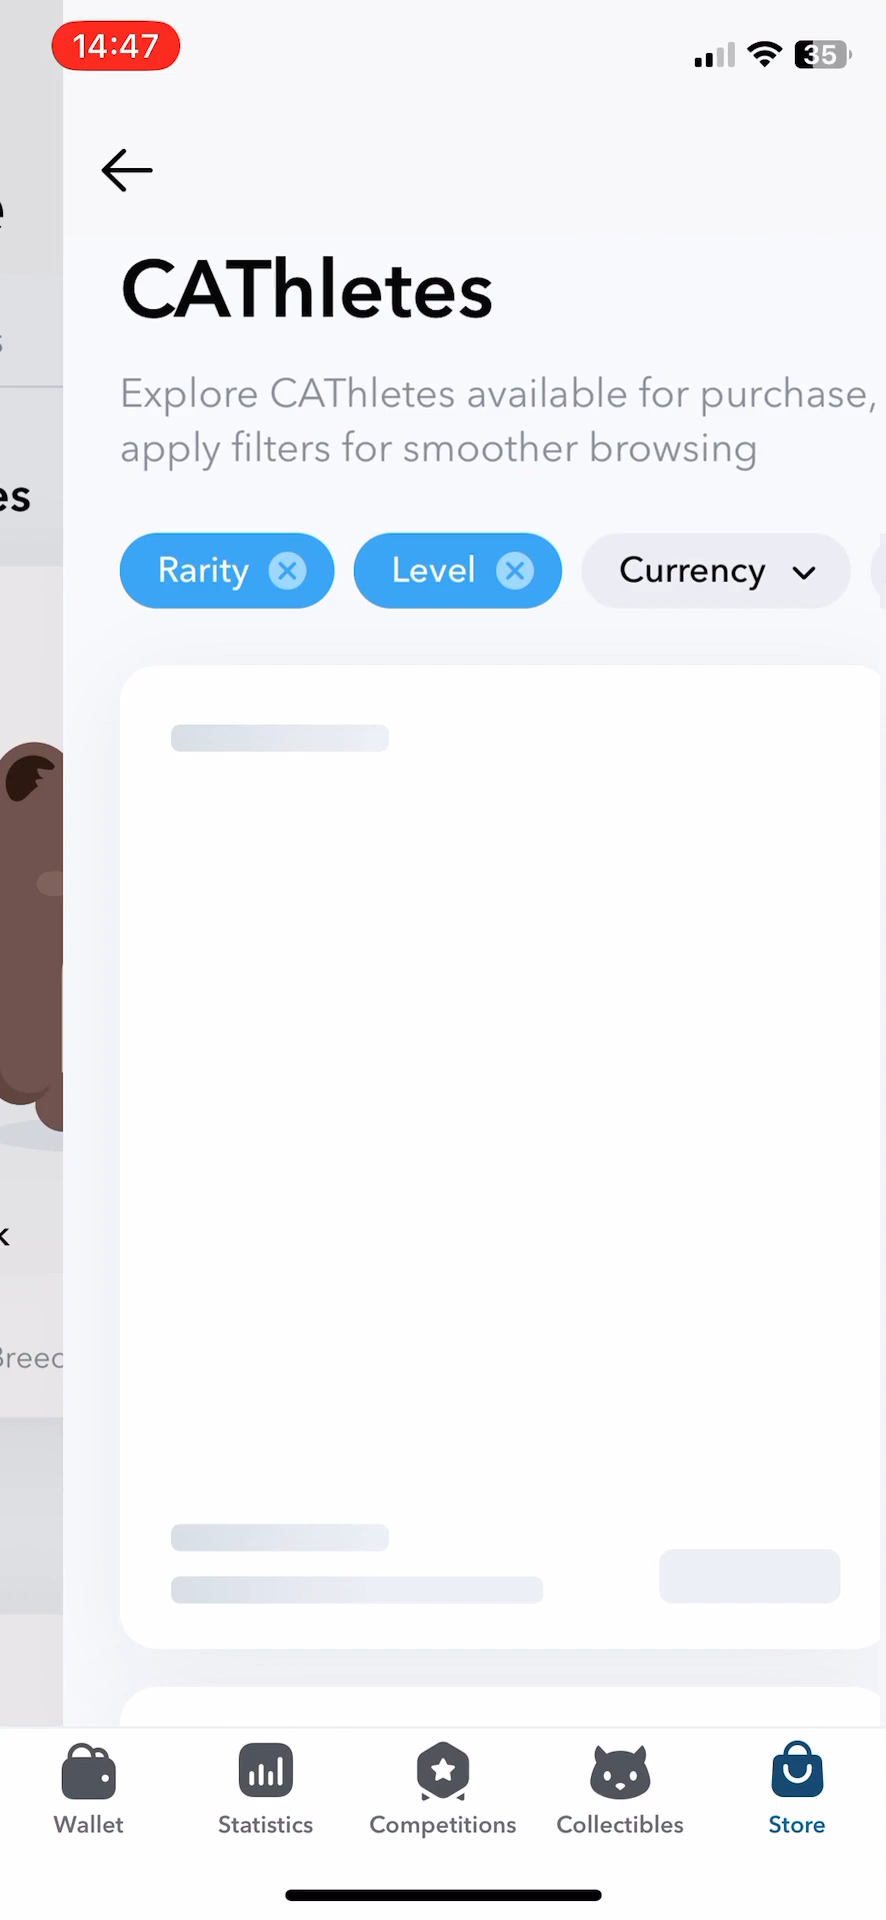 14:47
35
CAThletes
Explore CAThletes available for purchase,
apply filters for smoother browsing
es
Rarity
Level
Currency
k
Breed
Wallet
Statistics
Competitions
Collectibles
Store